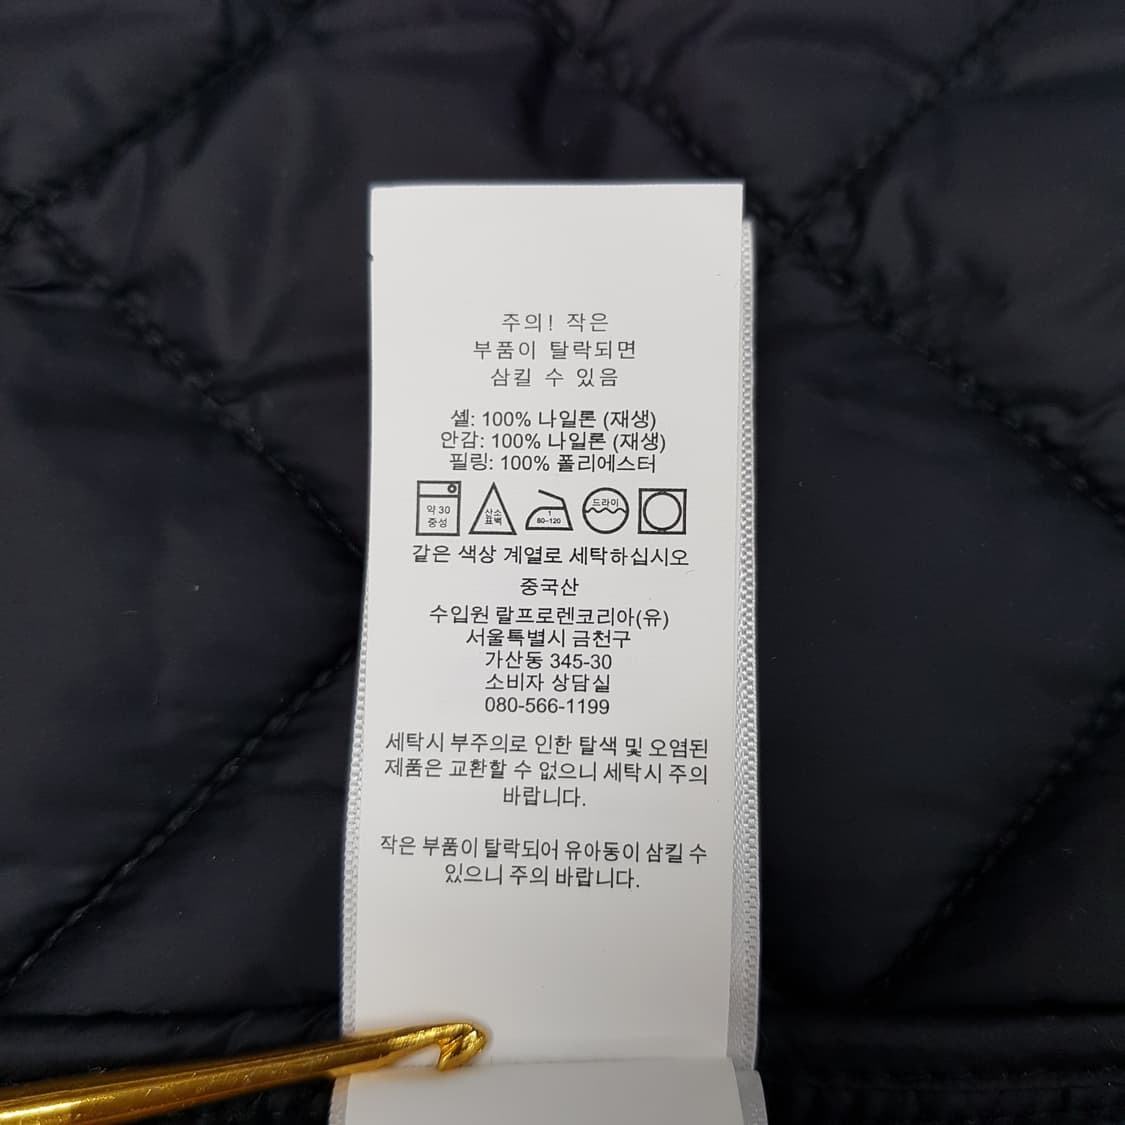 주의! 작은
부품이 탈락되면
삼킬 수 있음
셸: 100% 나일론 (재생)
안감: 100% 나일론 (재생)
필링: 100% 폴리에스터
약 30
중성
산소
표백
1
80-120
드라이
같은 색상 계열로 세탁하십시오
중국산
수입원 랄프로렌코리아(유)
서울특별시 금천구
가산동 345-30
소비자 상담실
080-566-1199
세탁시 부주의로 인한 탈색 및 오염된
제품은 교환할 수 없으니 세탁시 주의
바랍니다.
작은 부품이 탈락되어 유아동이 삼킬 수
있으니 주의 바랍니다.